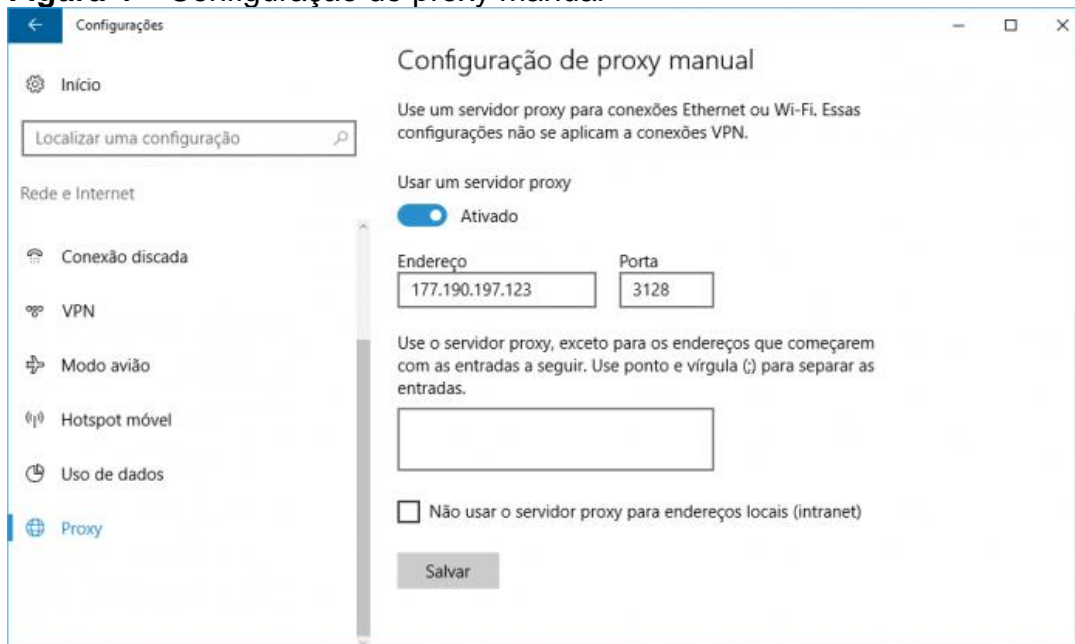 Configuração de proxy manual
Configurações
Início
Localizar uma configuração
Rede e Internet
Conexão discada
VPN
Modo avião
Hotspot móvel
Uso de dados
Proxy
Configuração de proxy manual
Use um servidor proxy para conexões Ethernet ou Wi-Fi. Essas
configurações não se aplicam a conexões VPN.
Usar um servidor proxy
Ativado
Endereço Porta
177.190.197.123 3128
Use o servidor proxy, exceto para os endereços que começarem
com as entradas a seguir. Use ponto e vírgula (;) para separar as
entradas.
Não usar o servidor proxy para endereços locais (intranet)
Salvar